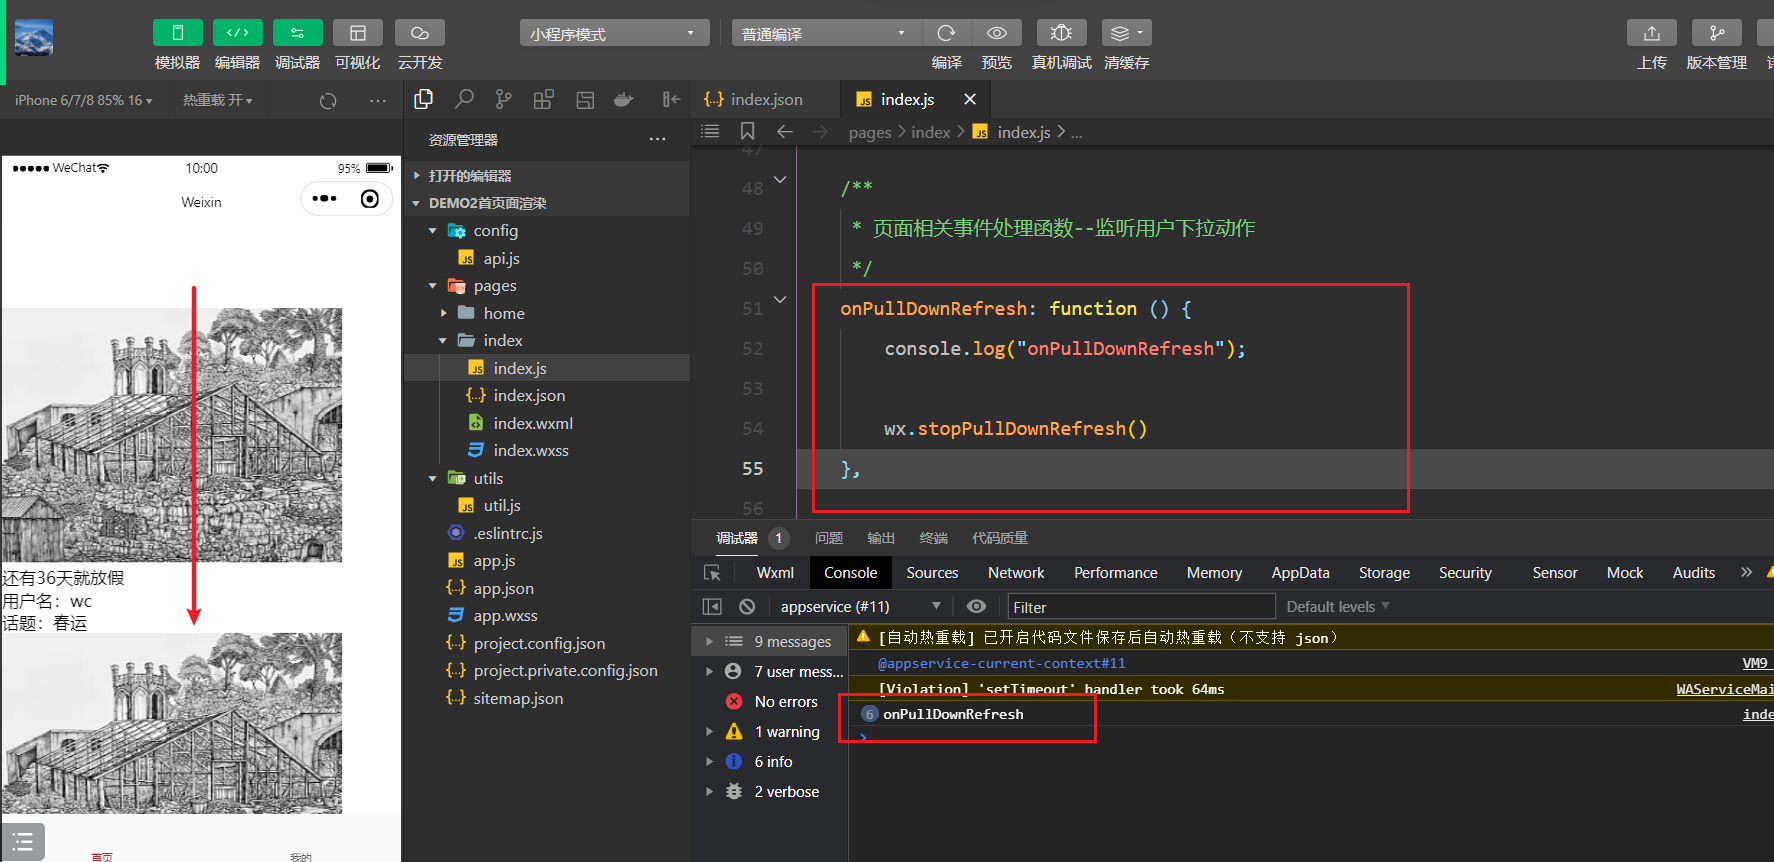 小程序模式
普通编译
模拟器
编辑器
调试器
可视化
云开发
编译
预览
真机调试
清缓存
上传
版本管理
iPhone 6/7/8 85% 16
热重载 开
WeChat
10:00
95%
Weixin
还有36天就放假
用户名：wc
话题：春运
首页
我的
资源管理器
打开的编辑器
DEMO2首页面渲染
config
api.js
pages
home
index
index.js
index.json
index.wxml
index.wxss
utils
util.js
.eslintrc.js
app.js
app.json
app.wxss
project.config.json
project.private.config.json
sitemap.json
index.json
index.js
pages > index > index.js > ...
47
48 /**
49 * 页面相关事件处理函数--监听用户下拉动作
50 */
51 onPullDownRefresh: function () {
52 console.log("onPullDownRefresh");
53
54 wx.stopPullDownRefresh()
55 },
56
调试器 1 问题 输出 终端 代码质量
Wxml Console Sources Network Performance Memory AppData Storage Security Sensor Mock Audits
appservice (#11) Filter Default levels
9 messages
7 user mess...
No errors
1 warning
6 info
2 verbose
[自动热重载] 已开启代码文件保存后自动热重载（不支持 json）
@appservice-current-context#11 VM9
[Violation] 'setTimeout' handler took 64ms WAServiceMai
6 onPullDownRefresh inde